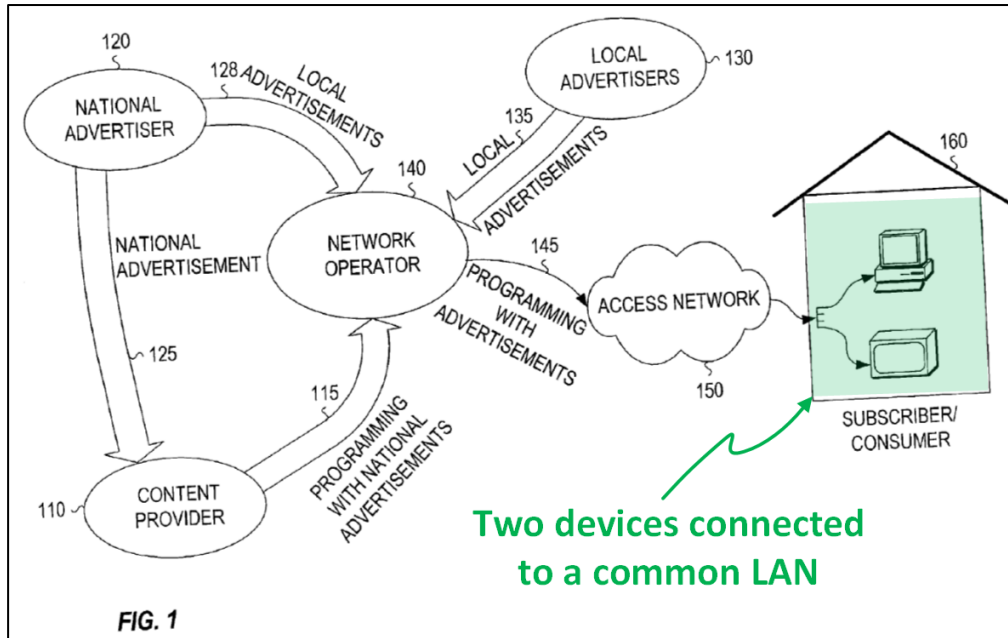 120
NATIONAL
ADVERTISER
128
LOCAL
ADVERTISEMENTS
LOCAL
ADVERTISERS
130
135
LOCAL
ADVERTISEMENTS
140
NETWORK
OPERATOR
NATIONAL
ADVERTISEMENT
125
145
PROGRAMMING
WITH
ADVERTISEMENTS
ACCESS NETWORK
150
160
SUBSCRIBER/
CONSUMER
115
PROGRAMMING
WITH NATIONAL
ADVERTISEMENTS
110
CONTENT
PROVIDER
Two devices connected
to a common LAN
FIG. 1